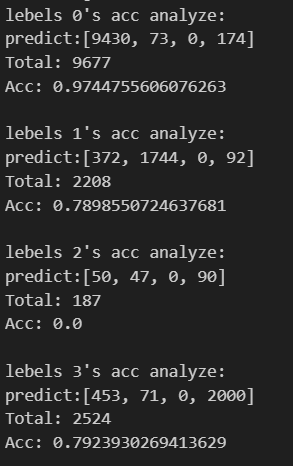 lebels 0's acc analyze:
predict:[9430, 73, 0, 174]
Total: 9677
Acc: 0.9744755606076263
lebels 1's acc analyze:
predict:[372, 1744, 0, 92]
Total: 2208
Acc: 0.7898550724637681
lebels 2's acc analyze:
predict:[50, 47, 0, 90]
Total: 187
Acc: 0.0
lebels 3's acc analyze:
predict:[453, 71, 0, 2000]
Total: 2524
Acc: 0.7923930269413629